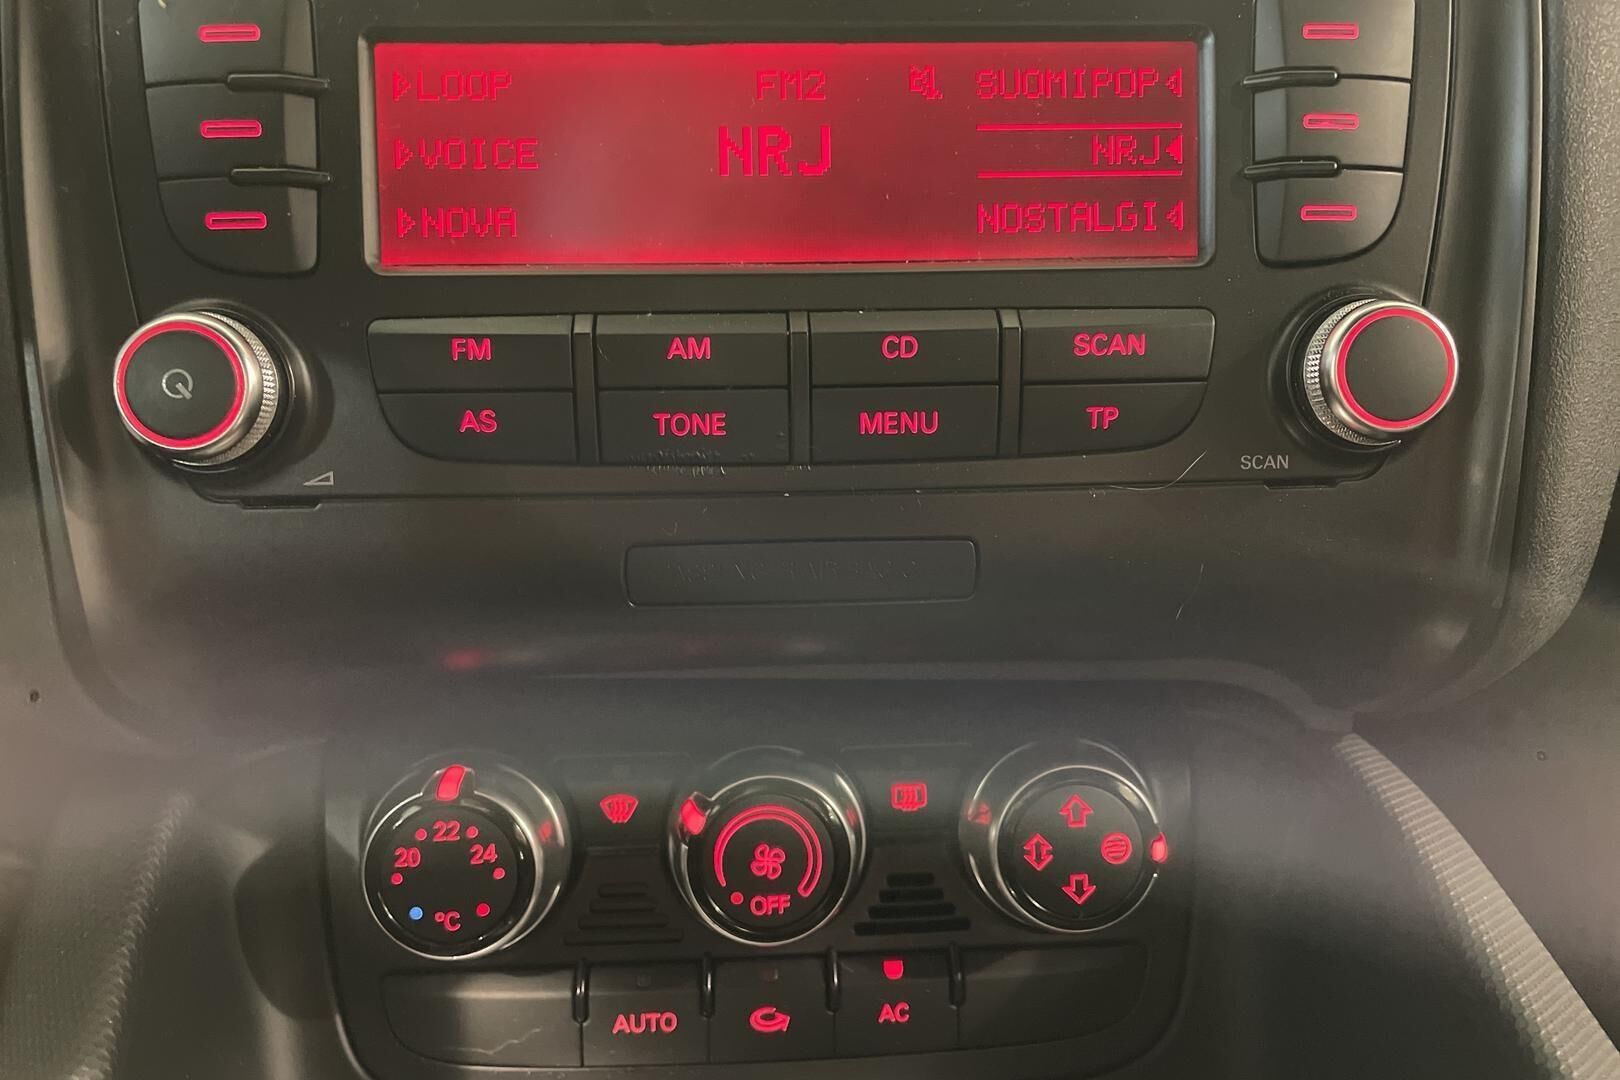 LOOP FM2 SUOMIPOP
VOICE NRJ NRJ
NOVA NOSTALGI
FM AM CD SCAN
AS TONE MENU TP
SCAN
22
20 24
°C
OFF
AUTO AC